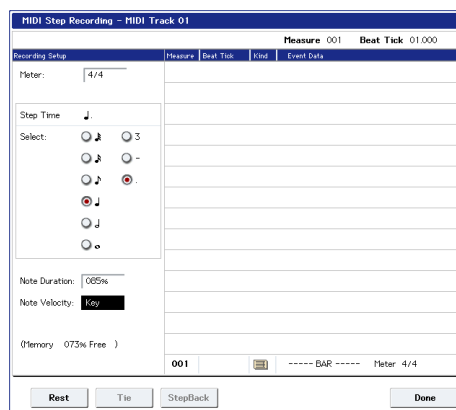 MIDI Step Recording - MIDI Track 01
Measure 001 Beat Tick 01.000
Recording Setup Measure Beat Tick Kind Event Data
Meter: 4/4
Step Time ♩.
Select: 3
-
.
Note Duration: 085%
Note Velocity: Key
(Memory 073% Free )
001 ----- BAR ----- Meter 4/4
Rest Tie StepBack Done